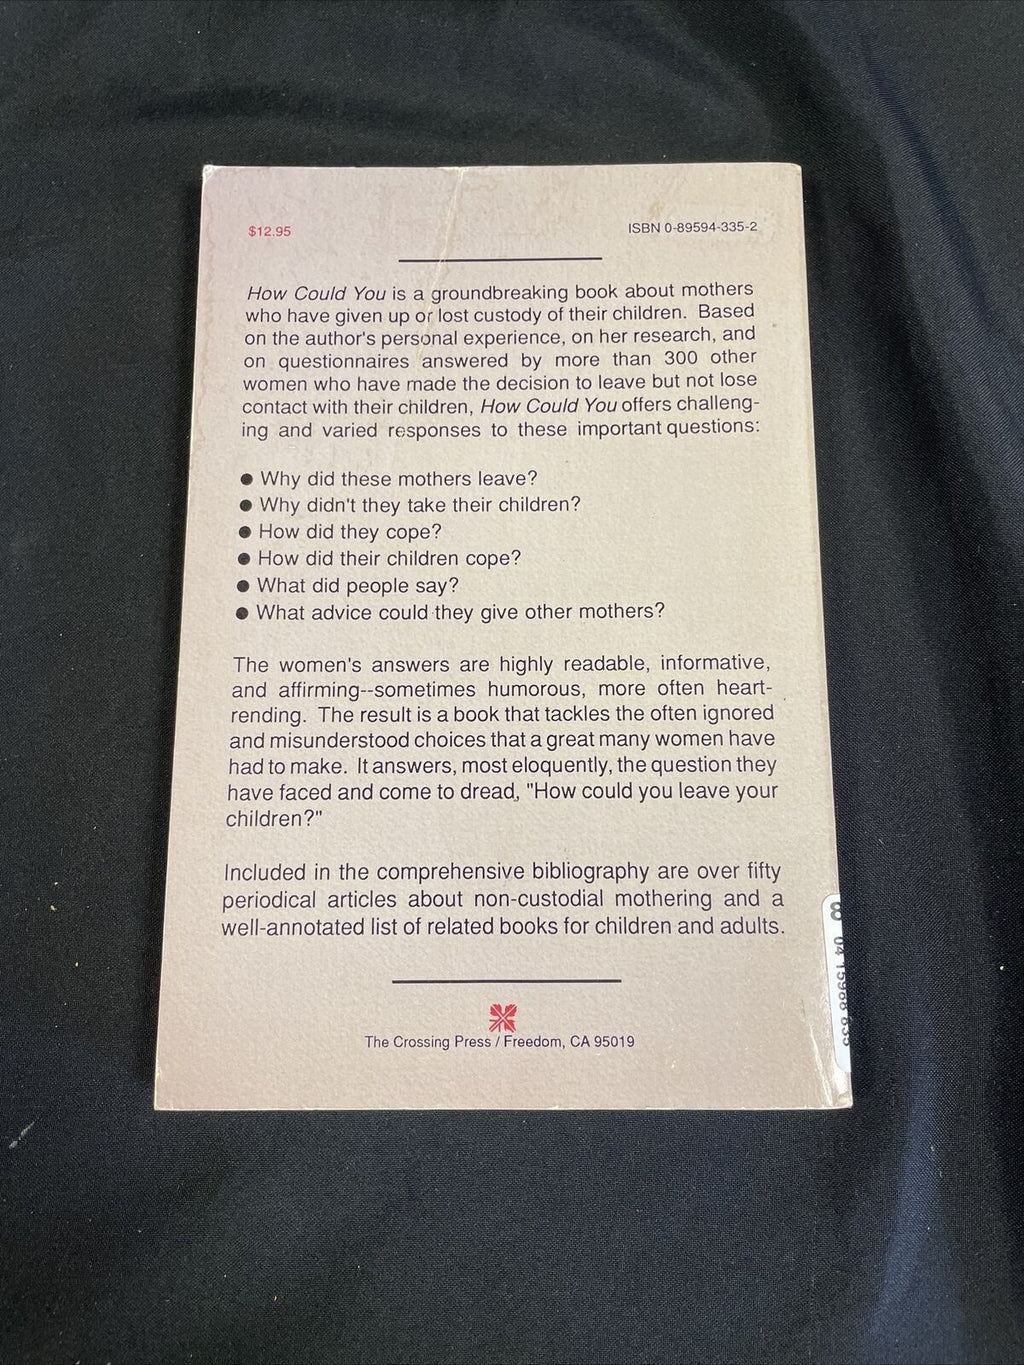 $12.95
ISBN 0-89594-335-2
How Could You is a groundbreaking book about mothers
who have given up or lost custody of their children. Based
on the author's personal experience, on her research, and
on questionnaires answered by more than 300 other
women who have made the decision to leave but not lose
contact with their children, How Could You offers challeng-
ing and varied responses to these important questions:
● Why did these mothers leave?
● Why didn't they take their children?
● How did they cope?
● How did their children cope?
● What did people say?
● What advice could they give other mothers?
The women's answers are highly readable, informative,
and affirming--sometimes humorous, more often heart-
rending. The result is a book that tackles the often ignored
and misunderstood choices that a great many women have
had to make. It answers, most eloquently, the question they
have faced and come to dread, "How could you leave your
children?"
Included in the comprehensive bibliography are over fifty
periodical articles about non-custodial mothering and a
well-annotated list of related books for children and adults.
The Crossing Press / Freedom, CA 95019
8
04